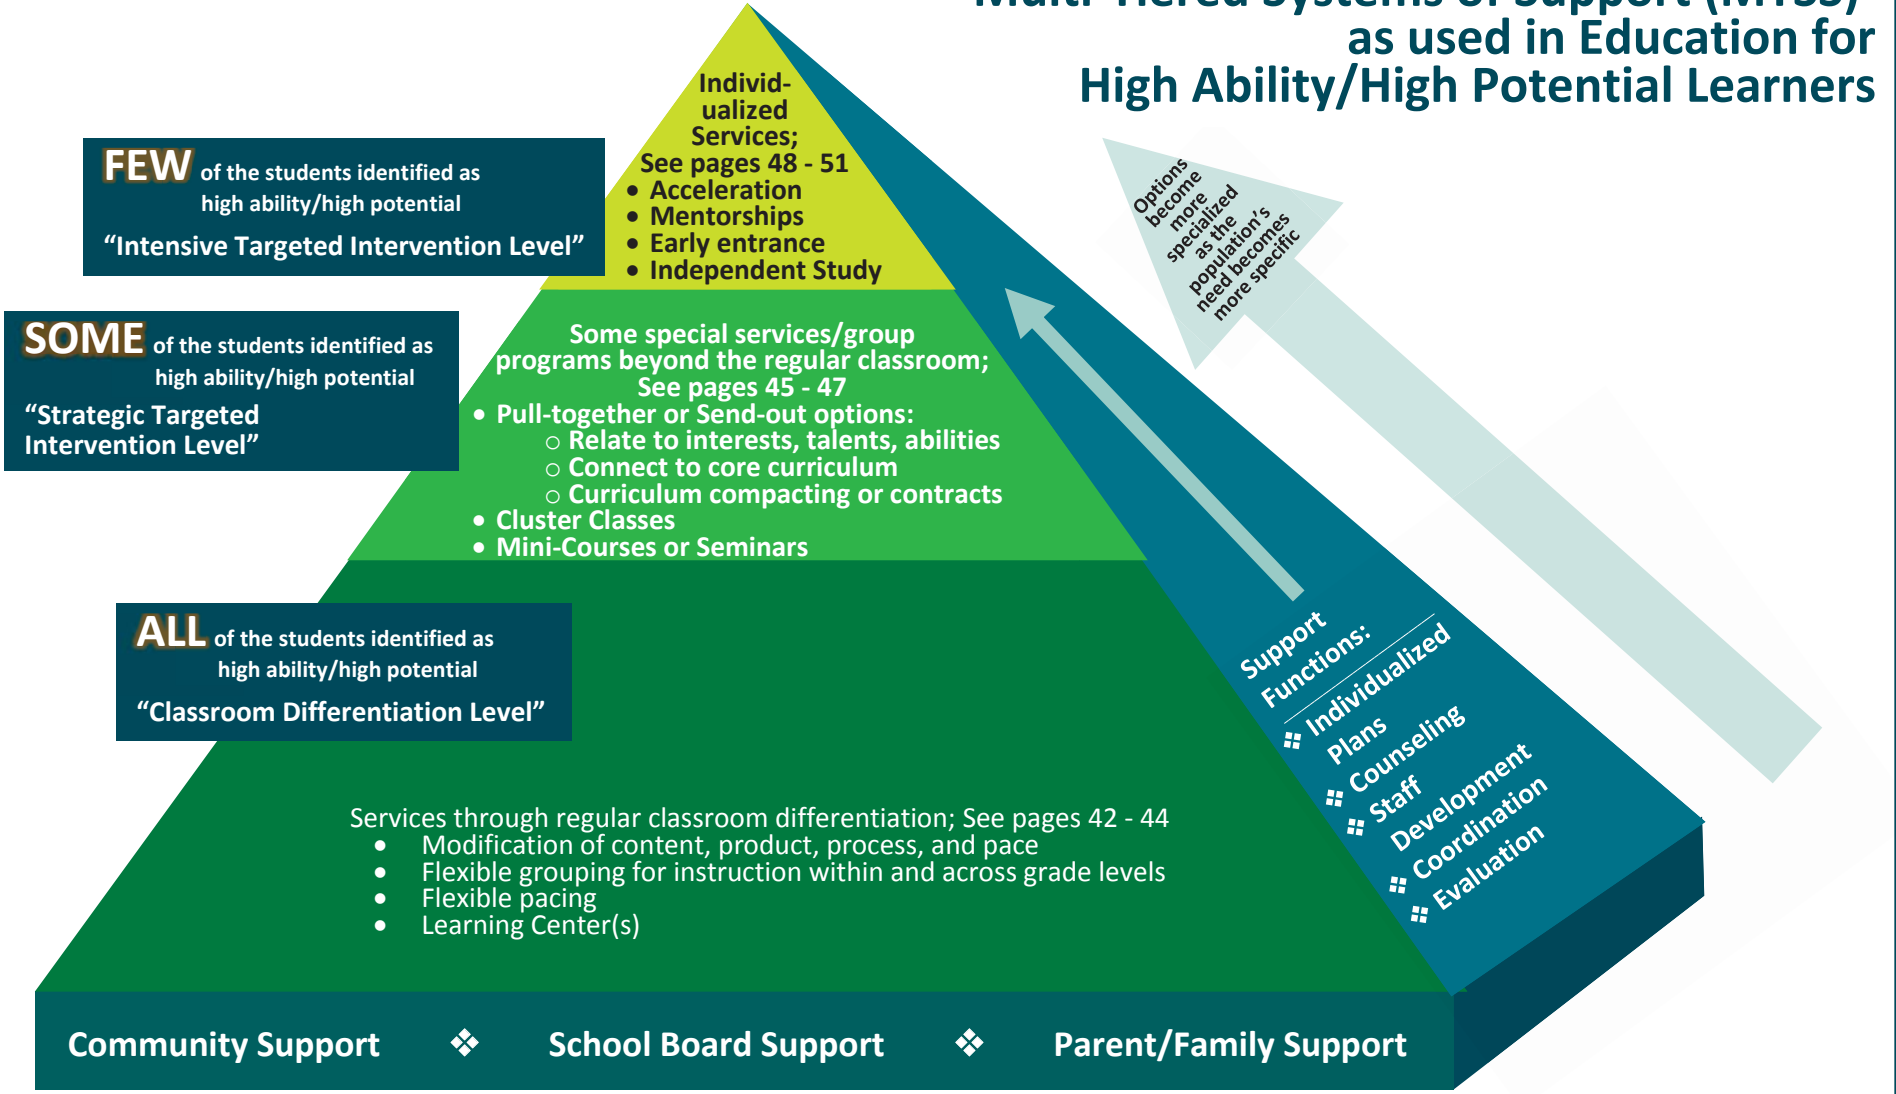 Multi-Tiered Systems of Support (MTSS)
as used in Education for
High Ability/High Potential Learners
Individ-
ualized
Services;
See pages 48 - 51
• Acceleration
• Mentorships
• Early entrance
• Independent Study
FEW of the students identified as
high ability/high potential
“Intensive Targeted Intervention Level”
Options
become
more
specialized
as the
population’s
need becomes
more specific
SOME of the students identified as
high ability/high potential
“Strategic Targeted
Intervention Level”
Some special services/group
programs beyond the regular classroom;
See pages 45 - 47
• Pull-together or Send-out options:
o Relate to interests, talents, abilities
o Connect to core curriculum
o Curriculum compacting or contracts
• Cluster Classes
• Mini-Courses or Seminars
ALL of the students identified as
high ability/high potential
“Classroom Differentiation Level”
Services through regular classroom differentiation; See pages 42 - 44
• Modification of content, product, process, and pace
• Flexible grouping for instruction within and across grade levels
• Flexible pacing
• Learning Center(s)
Support
Functions:
❖ Individualized
Plans
❖ Counseling
❖ Staff
Development
❖ Coordination
❖ Evaluation
Community Support ❖ School Board Support ❖ Parent/Family Support